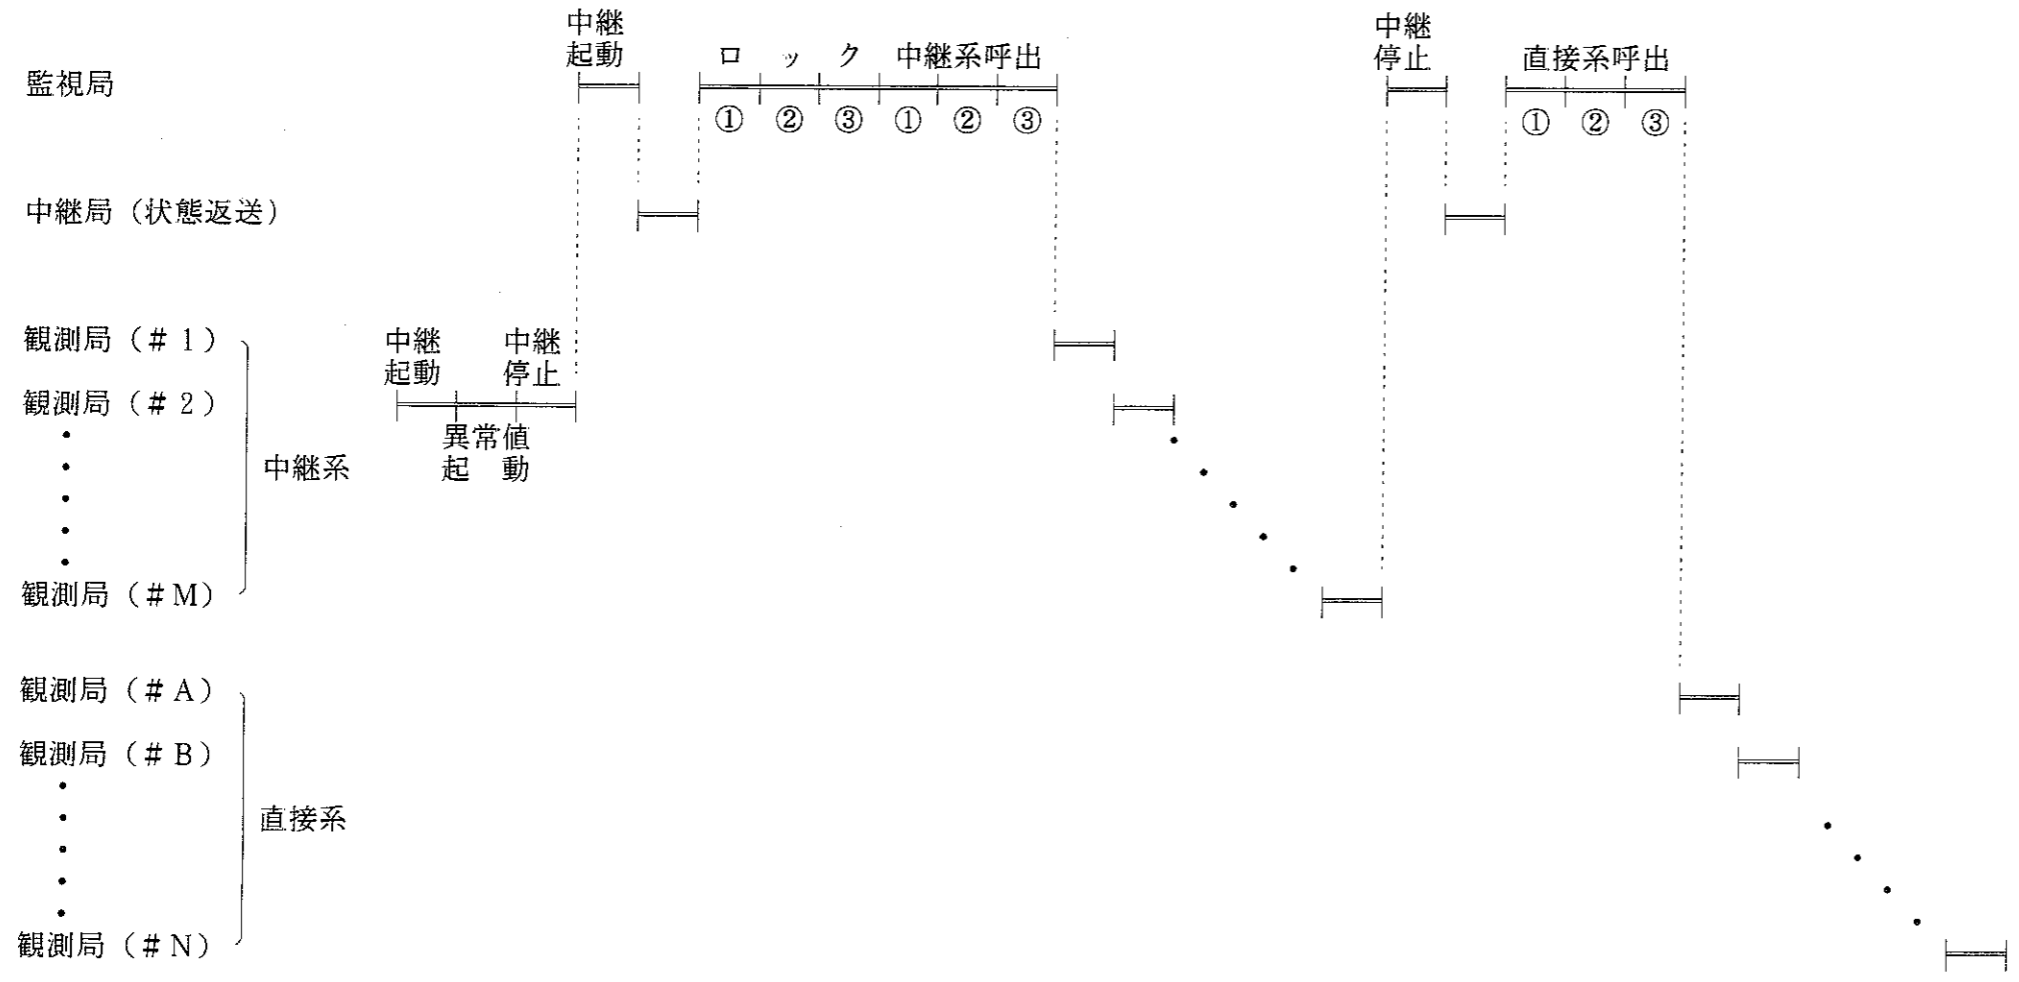 中継
起動
中継
停止
ロック 中継系呼出
直接系呼出
監視局
① ② ③ ① ② ③
① ② ③
中継局（状態返送）
観測局（＃1）
中継
起動
中継
停止
観測局（＃2）
異常値
起動
中継系
観測局（＃M）
観測局（＃A）
観測局（＃B）
直接系
観測局（＃N）